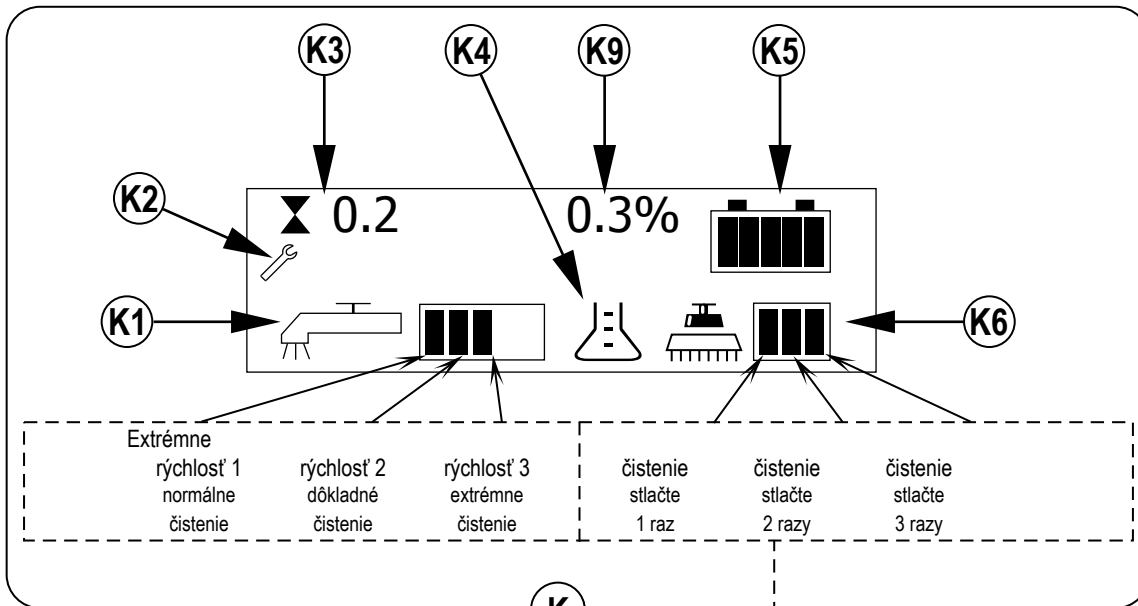 K3
K4
K9
K5
K2
0.2
0.3%
K1
K6
Extrémne
rýchlosť 1
normálne
čistenie
rýchlosť 2
dôkladné
čistenie
rýchlosť 3
extrémne
čistenie
čistenie
stlačte
1 raz
čistenie
stlačte
2 razy
čistenie
stlačte
3 razy
K